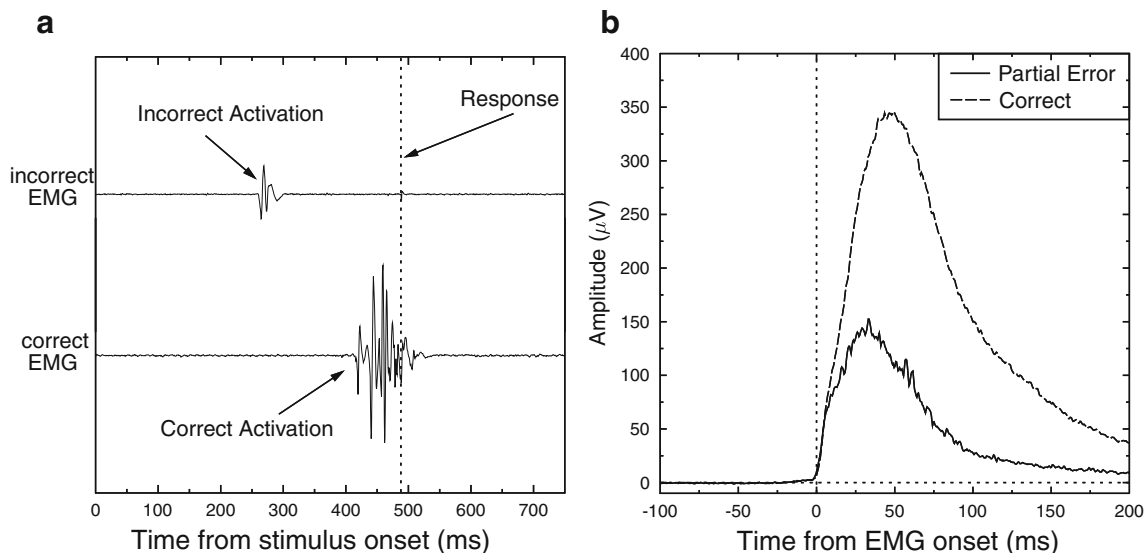 a
Incorrect Activation
Response
incorrect
EMG
correct
EMG
Correct Activation
0 100 200 300 400 500 600 700
Time from stimulus onset (ms)
b
400
350
300
250
200
150
100
50
0
Amplitude (μV)
Partial Error
Correct
-100 -50 0 50 100 150 200
Time from EMG onset (ms)